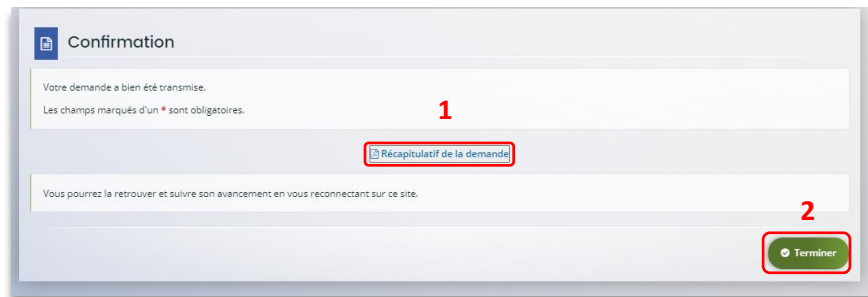 Confirmation
Votre demande a bien été transmise.
Les champs marqués d'un * sont obligatoires.
1
Récapitulatif de la demande
Vous pourrez la retrouver et suivre son avancement en vous reconnectant sur ce site.
2
Terminer